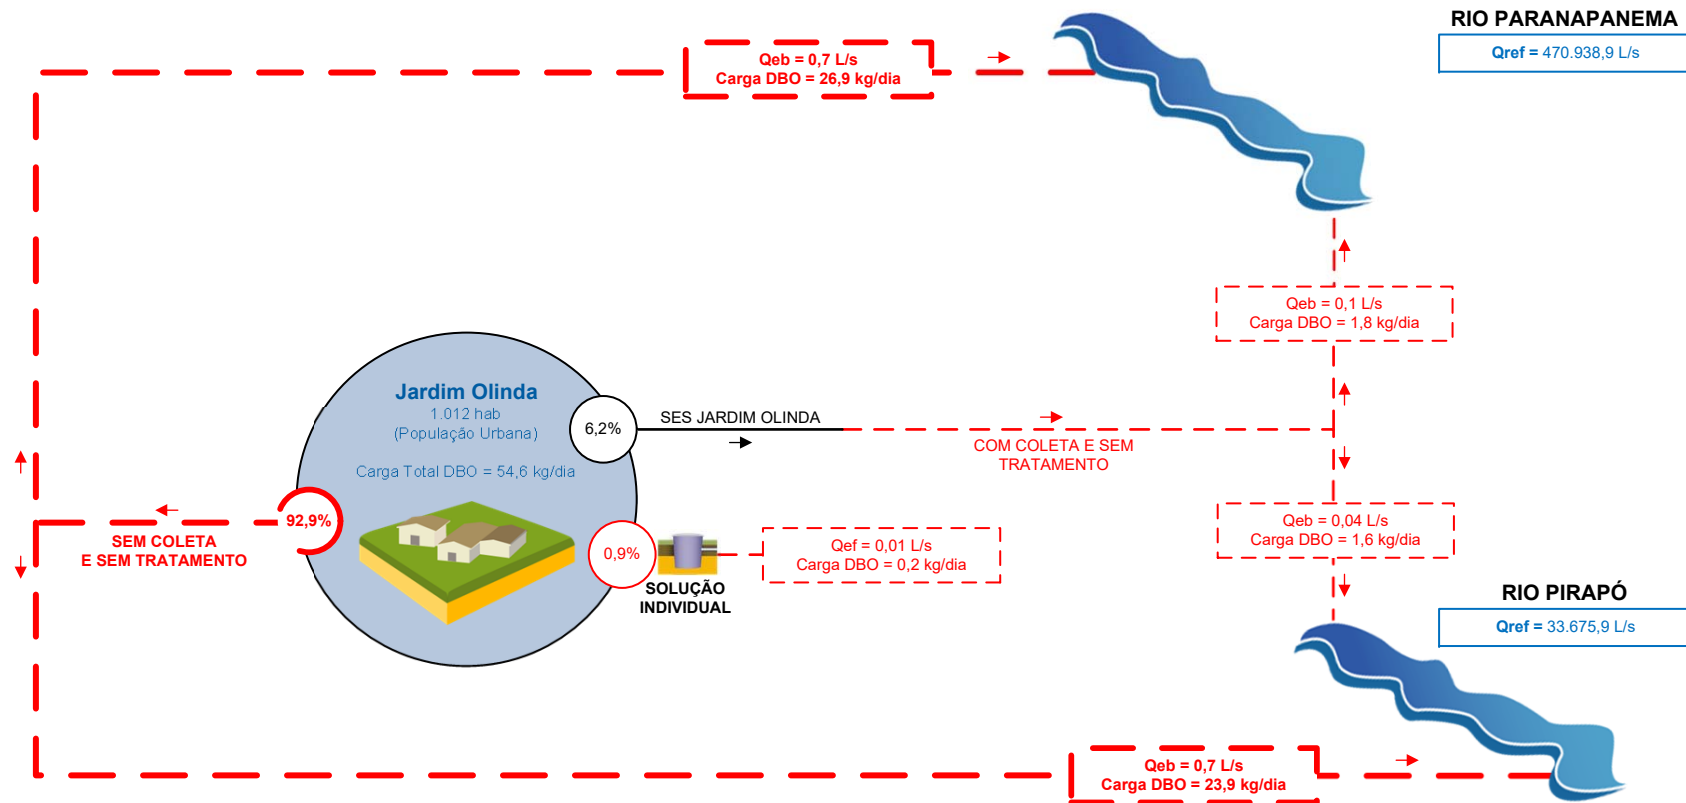 RIO PARANAPANEMA
Qref = 470.938,9 L/s
Qeb = 0,7 L/s
Carga DBO = 26,9 kg/dia
Qeb = 0,1 L/s
Carga DBO = 1,8 kg/dia
Jardim Olinda
1.012 hab
(População Urbana)
Carga Total DBO = 54,6 kg/dia
6,2%
SES JARDIM OLINDA
COM COLETA E SEM
TRATAMENTO
92,9%
SEM COLETA
E SEM TRATAMENTO
0,9%
SOLUÇÃO
INDIVIDUAL
Qef = 0,01 L/s
Carga DBO = 0,2 kg/dia
Qeb = 0,04 L/s
Carga DBO = 1,6 kg/dia
RIO PIRAPÓ
Qref = 33.675,9 L/s
Qeb = 0,7 L/s
Carga DBO = 23,9 kg/dia